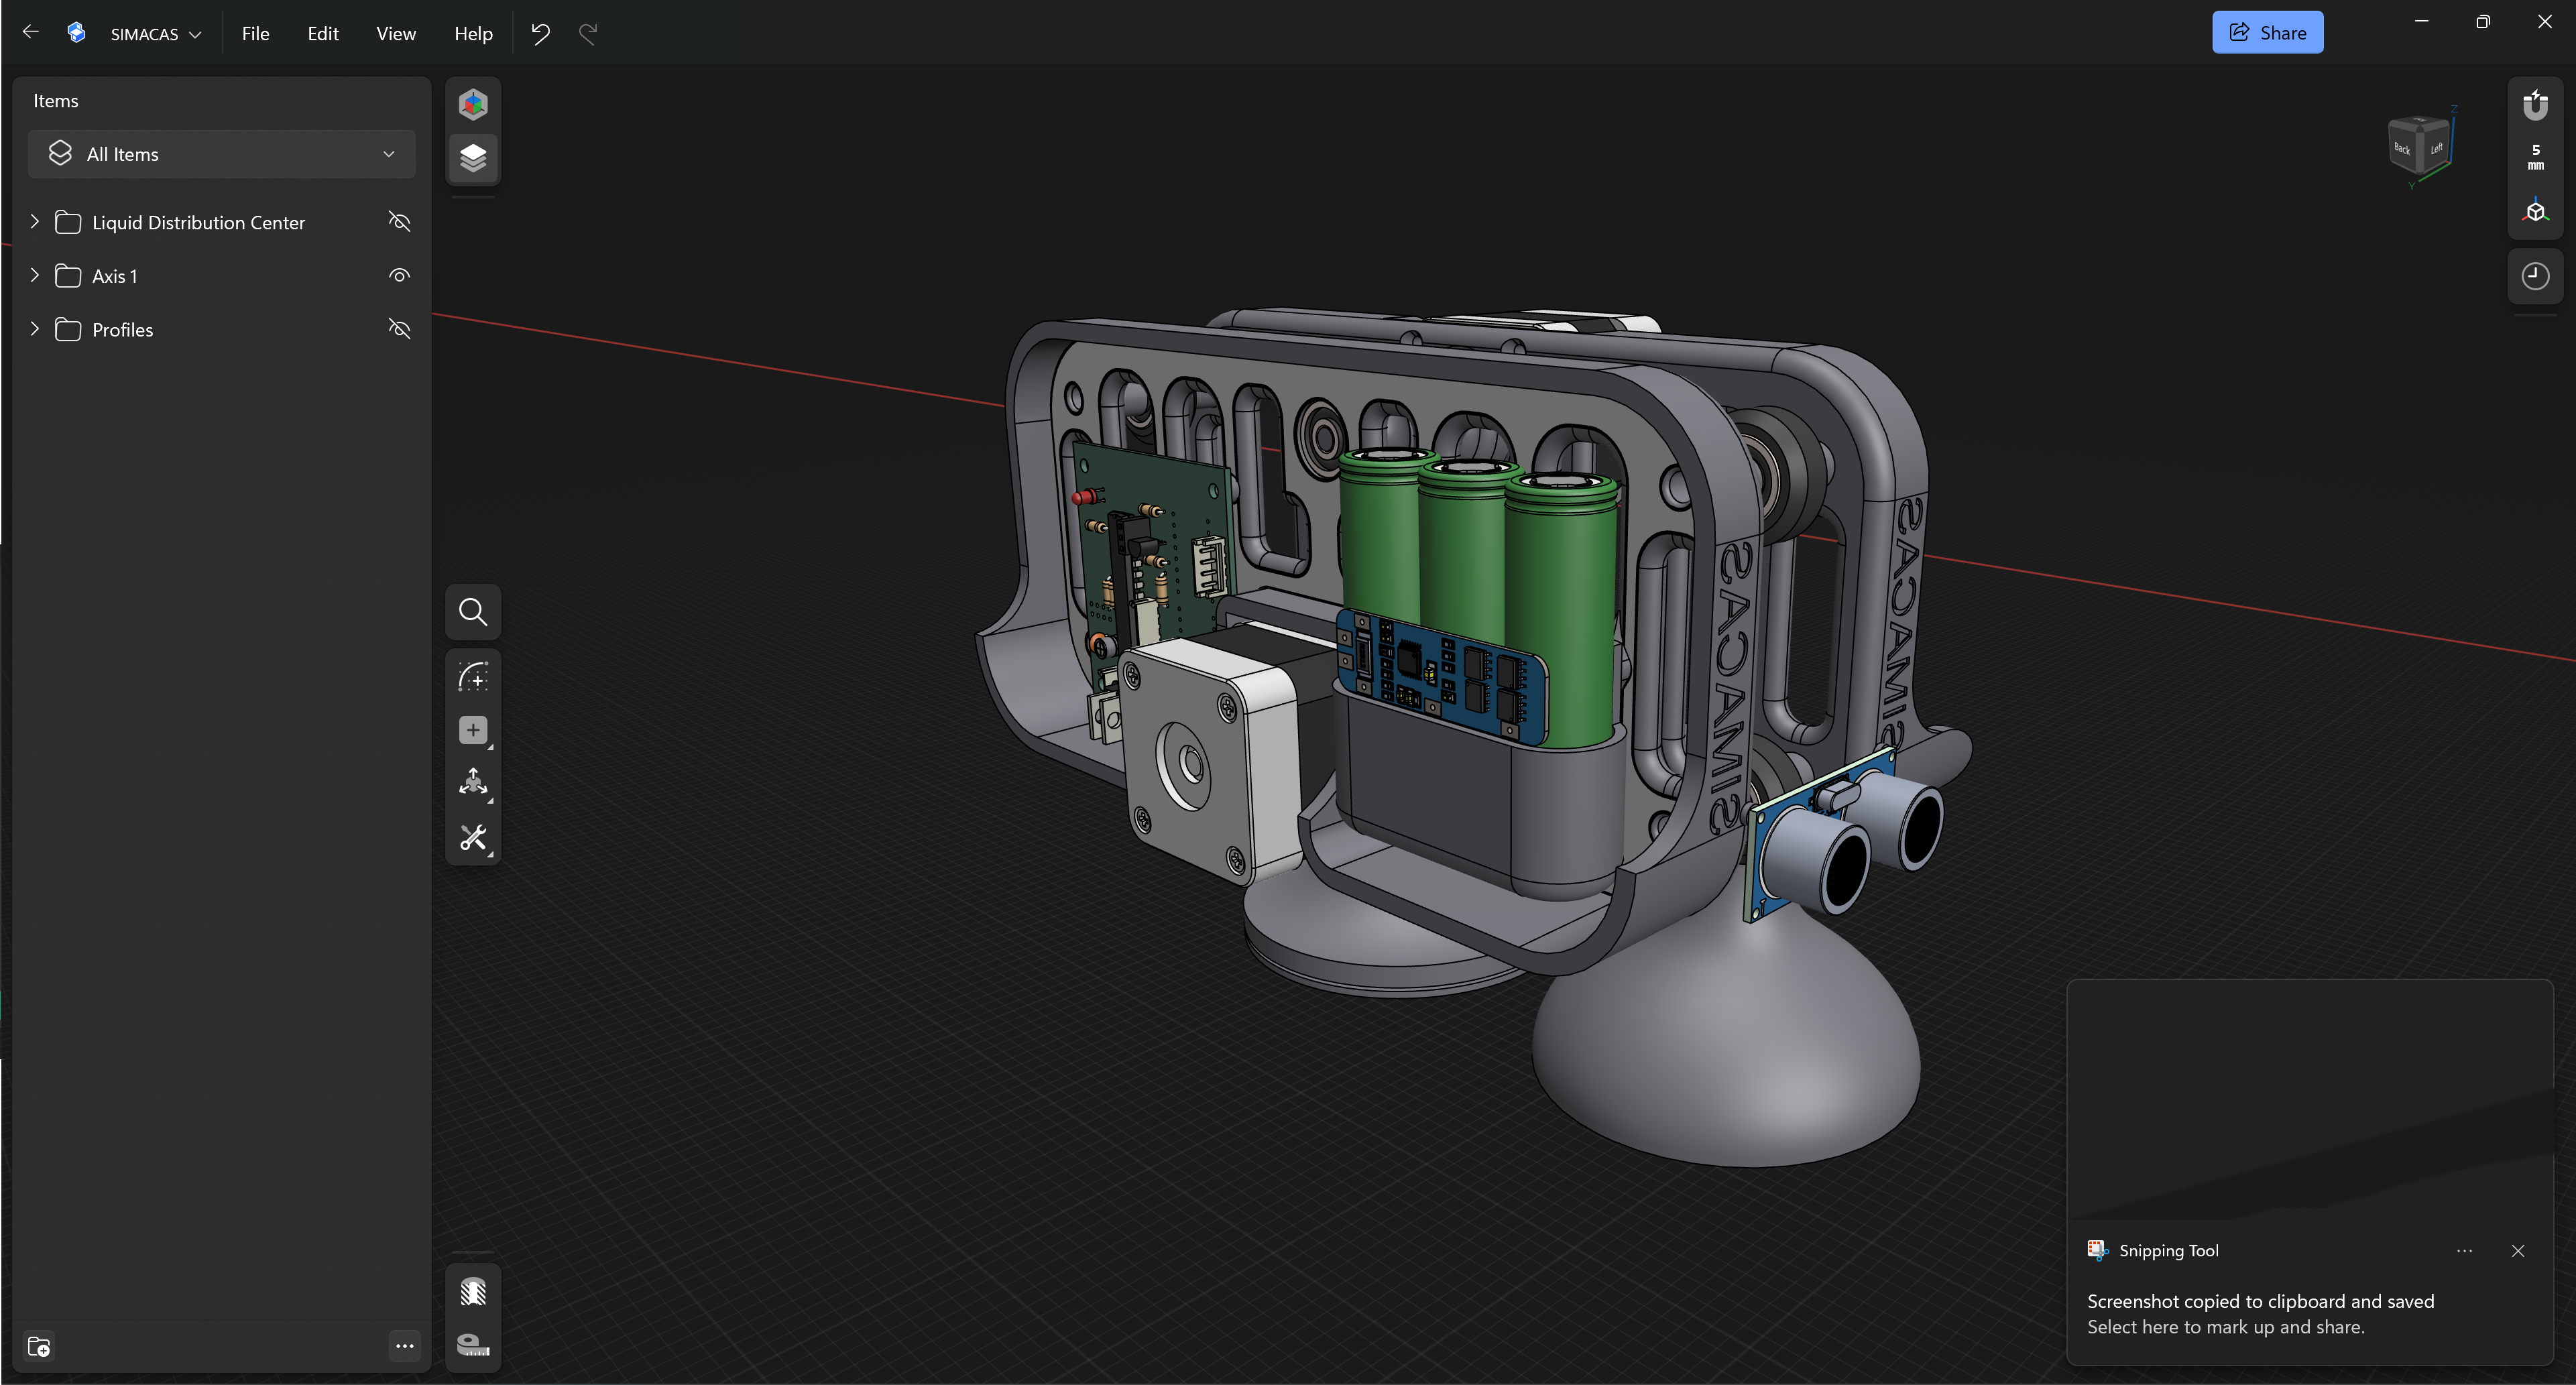 SIMACAS
File
Edit
View
Help
Share
Items
All Items
Liquid Distribution Center
Axis 1
Profiles
Z
Back
Left
Y
5
mm
SIMACAS
SIMACAS
Snipping Tool
Screenshot copied to clipboard and saved
Select here to mark up and share.